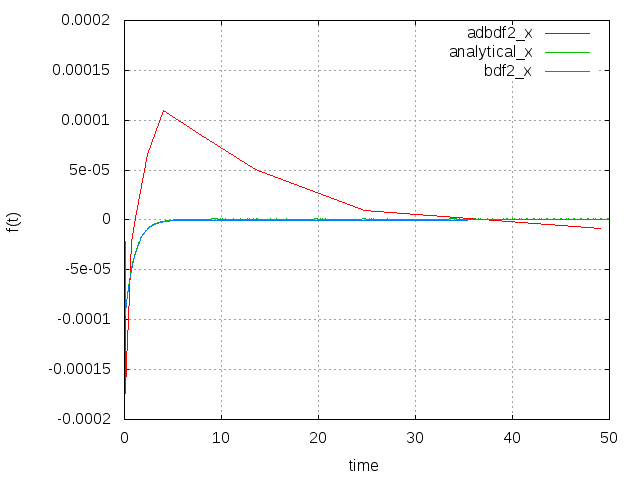 0.0002
0.00015
0.0001
5e-05
0
-5e-05
-0.0001
-0.00015
-0.0002
f(t)
adbdf2_x
analytical_x
bdf2_x
0 10 20 30 40 50
time